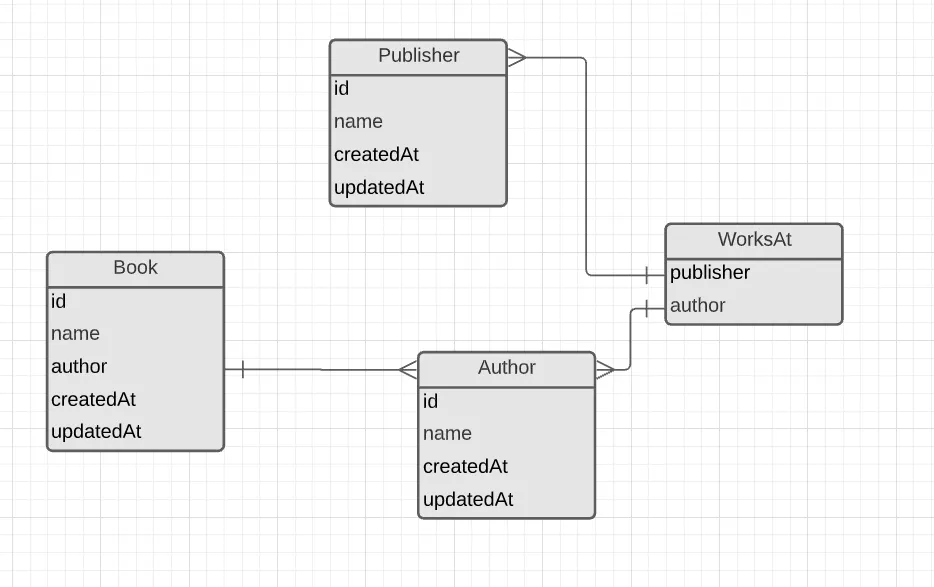 Publisher
id
name
createdAt
updatedAt
WorksAt
publisher
author
Book
id
name
author
createdAt
updatedAt
Author
id
name
createdAt
updatedAt